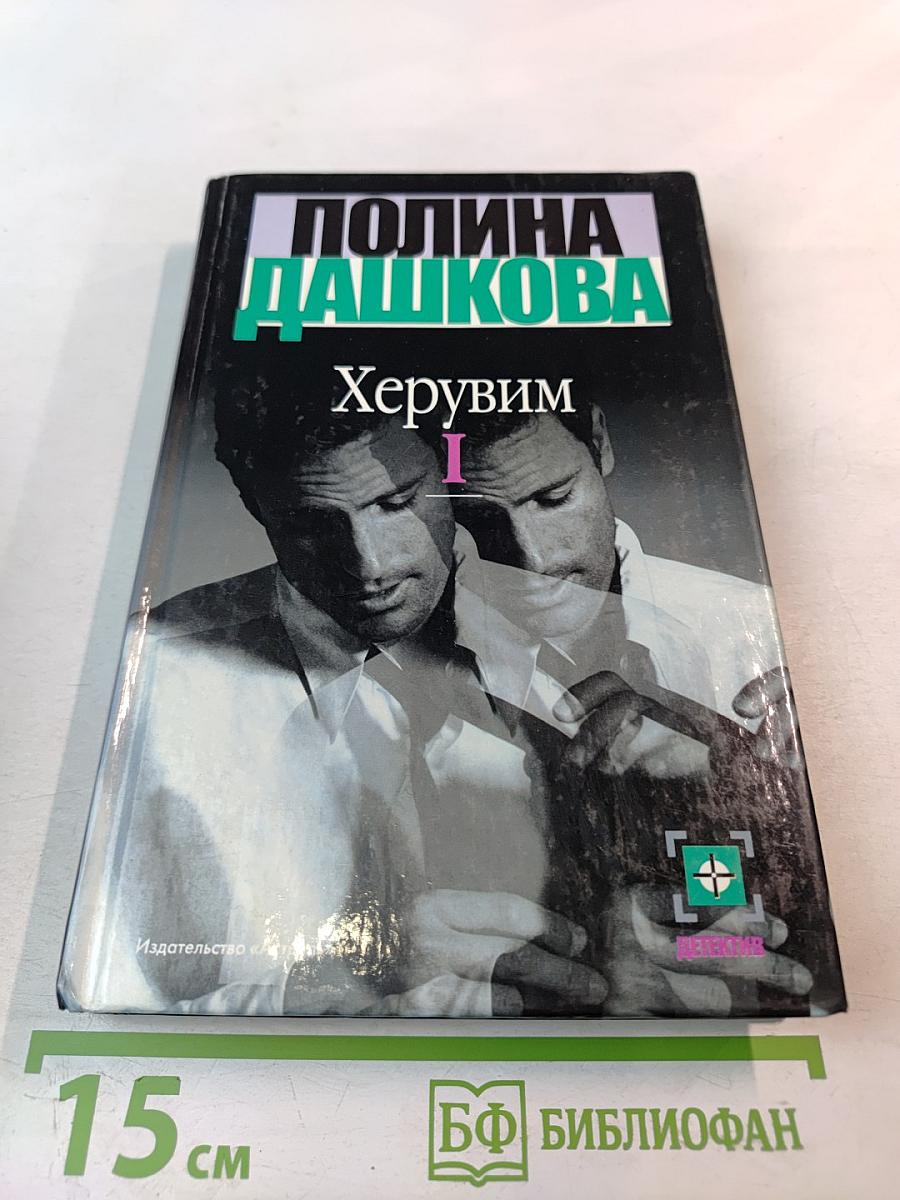 ПОЛИНА
ДАШКОВА
Херувим
I
Издательство
ДЕТЕКТИВ
15 см
БФ БИБЛИОФАН